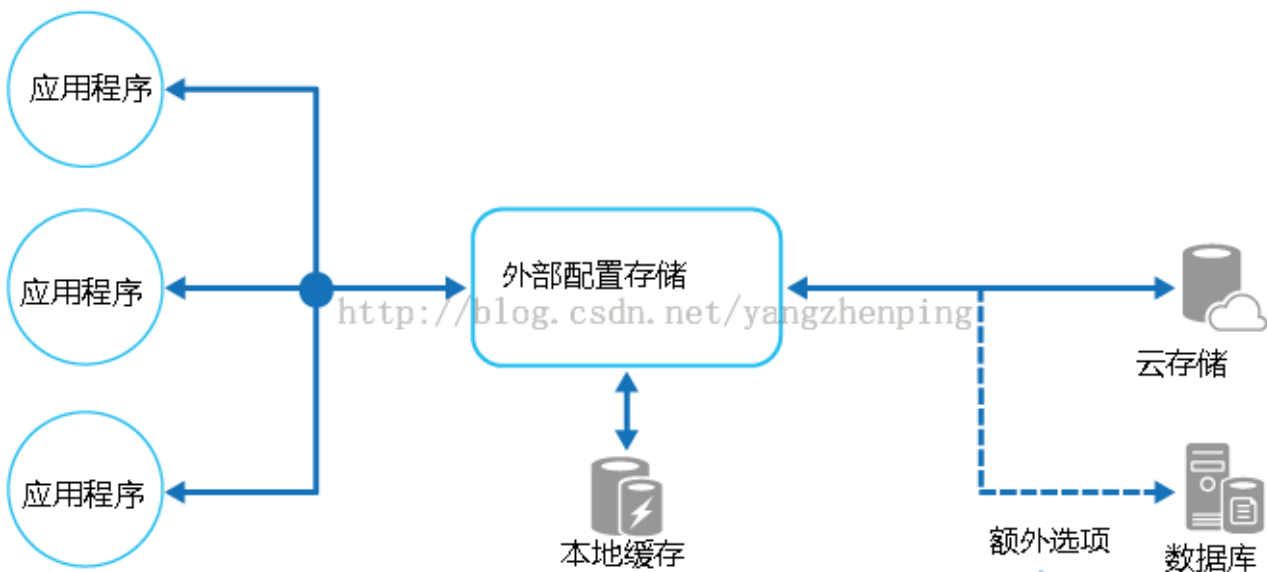 应用程序
应用程序
应用程序
外部配置存储
http://blog.csdn.net/yangzhenping
本地缓存
云存储
额外选项
数据库